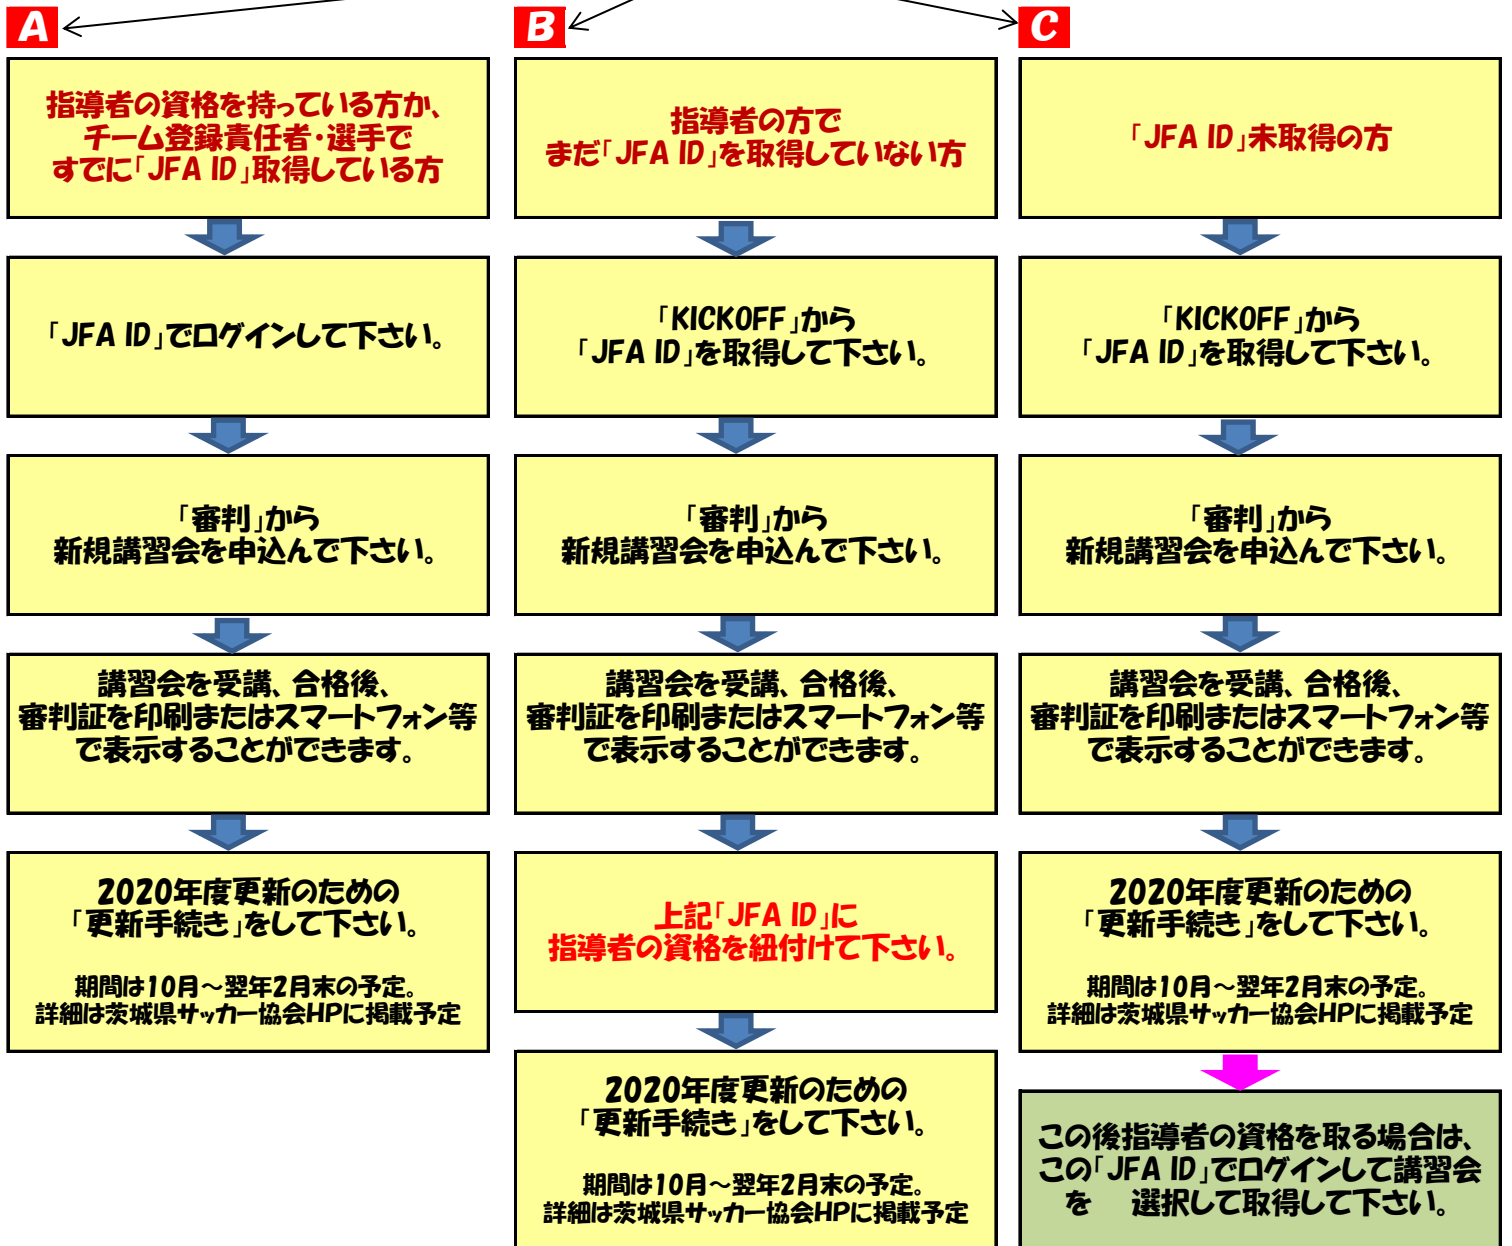 A
指導者の資格を持っている方か、
チーム登録責任者・選手で
すでに「JFA ID」取得している方
「JFA ID」でログインして下さい。
「審判」から
新規講習会を申込んで下さい。
講習会を受講、合格後、
審判証を印刷またはスマートフォン等
で表示することができます。
2020年度更新のための
「更新手続き」をして下さい。
期間は10月～翌年2月末の予定。
詳細は茨城県サッカー協会HPに掲載予定
B
指導者の方で
まだ「JFA ID」を取得していない方
「KICKOFF」から
「JFA ID」を取得して下さい。
「審判」から
新規講習会を申込んで下さい。
講習会を受講、合格後、
審判証を印刷またはスマートフォン等
で表示することができます。
上記「JFA ID」に
指導者の資格を紐付けて下さい。
2020年度更新のための
「更新手続き」をして下さい。
期間は10月～翌年2月末の予定。
詳細は茨城県サッカー協会HPに掲載予定
C
「JFA ID」未取得の方
「KICKOFF」から
「JFA ID」を取得して下さい。
「審判」から
新規講習会を申込んで下さい。
講習会を受講、合格後、
審判証を印刷またはスマートフォン等
で表示することができます。
2020年度更新のための
「更新手続き」をして下さい。
期間は10月～翌年2月末の予定。
詳細は茨城県サッカー協会HPに掲載予定
この後指導者の資格を取る場合は、
この「JFA ID」でログインして講習会
を　選択して取得して下さい。